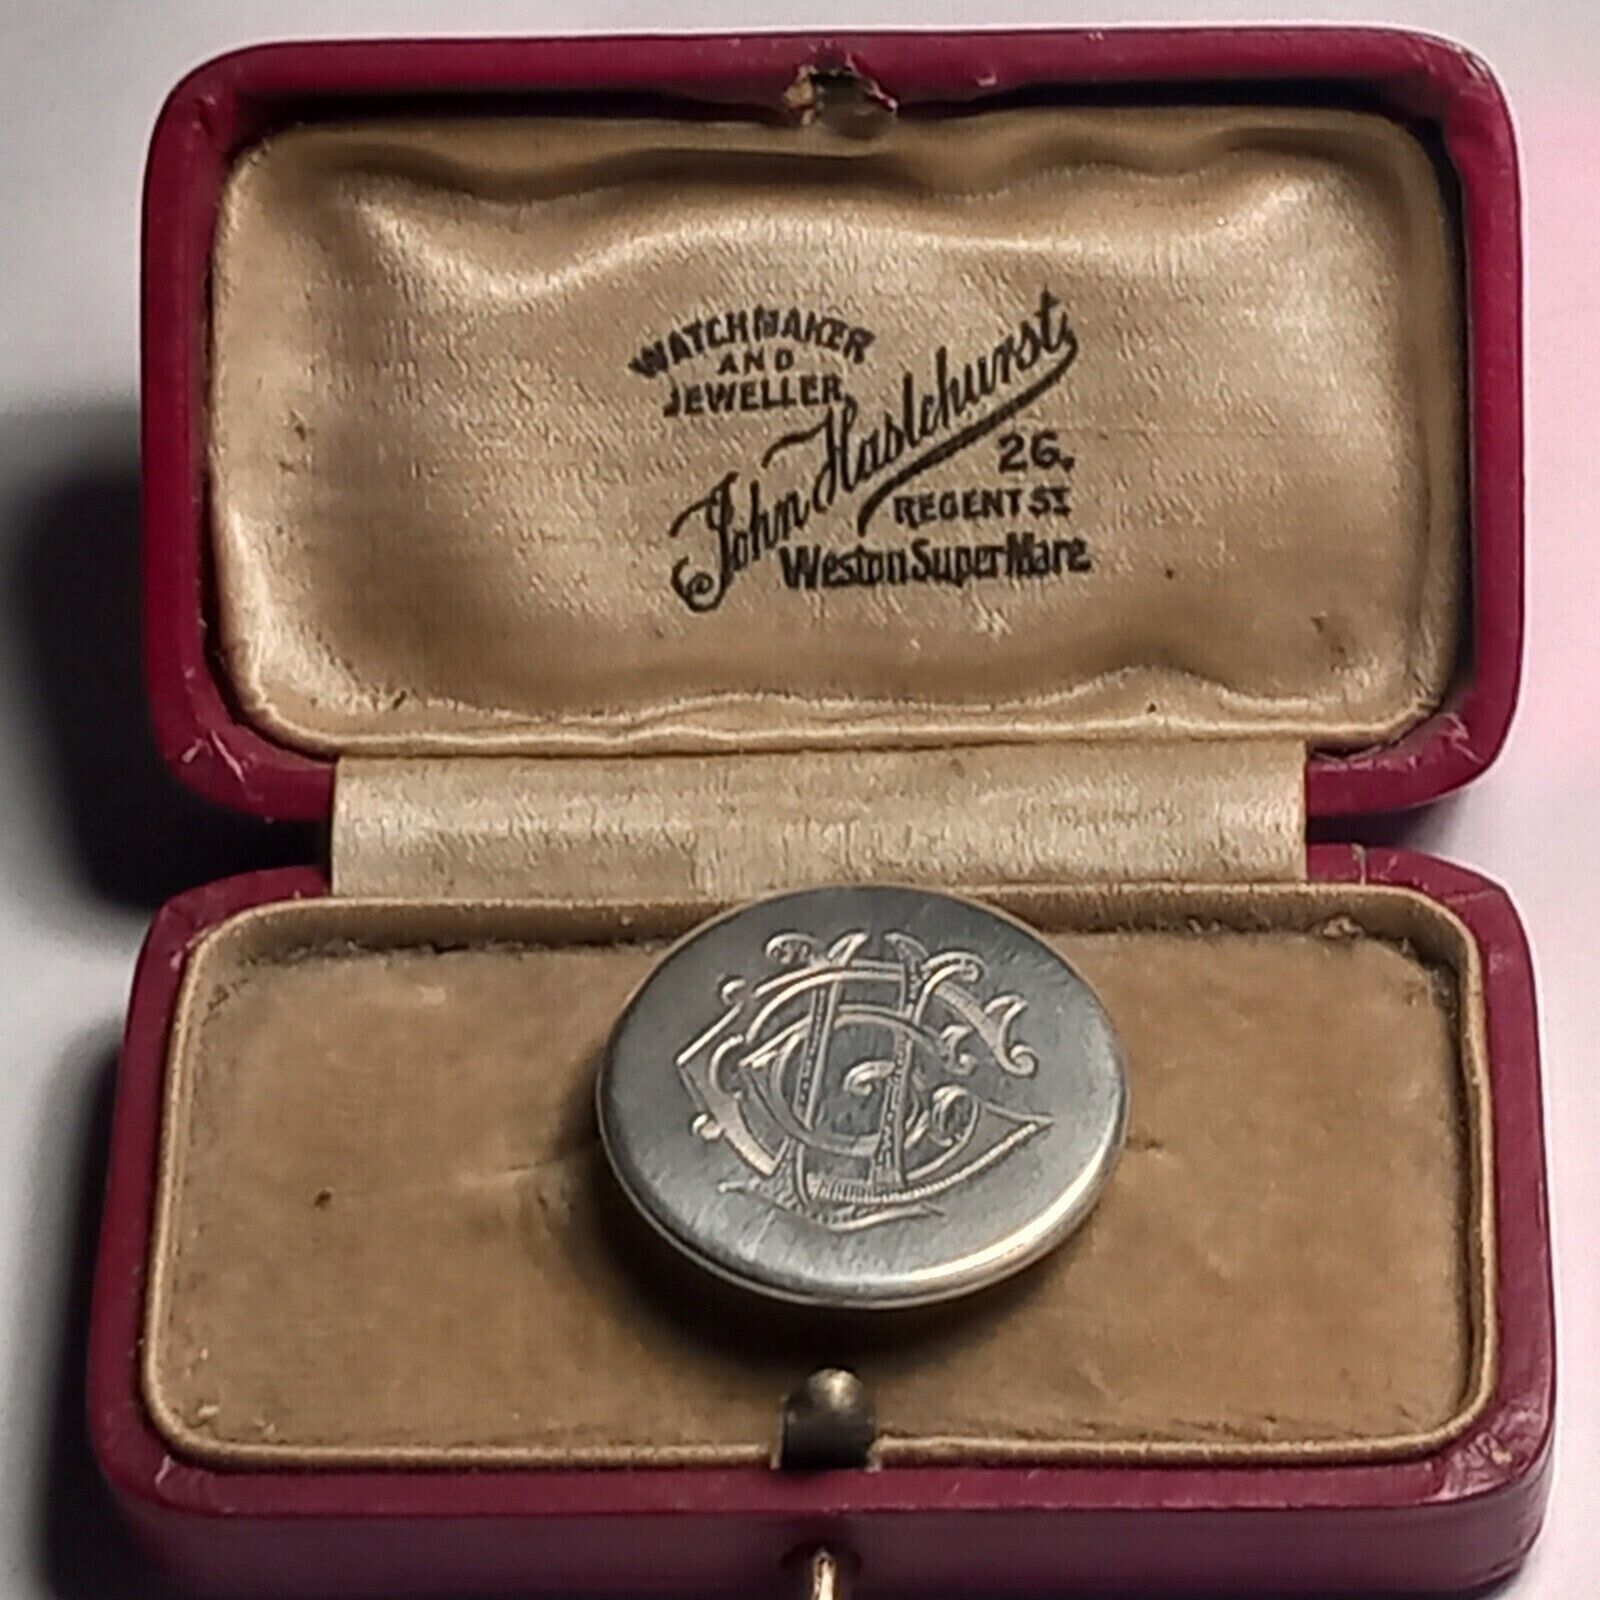 WATCHMAKER
AND
JEWELLER
John Haslehurst,
26,
REGENT ST
Weston Super Mare